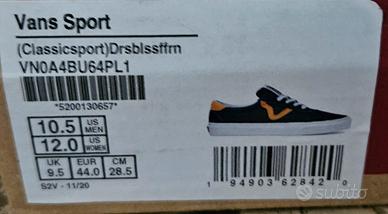 Vans Sport
(Classicsport)Drsblssffrn
VN0A4BU64PL1
*5200130657*
10.5 US MEN
12.0 US WOMEN
UK EUR CM
9.5 44.0 28.5
S2V - 11/20
1 94903 62842 0
subito